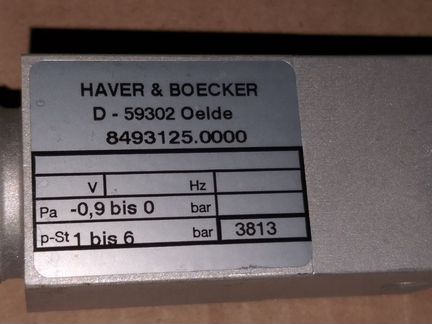 HAVER & BOECKER
D - 59302 Oelde
8493125.0000
V Hz
Pa -0,9 bis 0 bar
p-St 1 bis 6 bar 3813